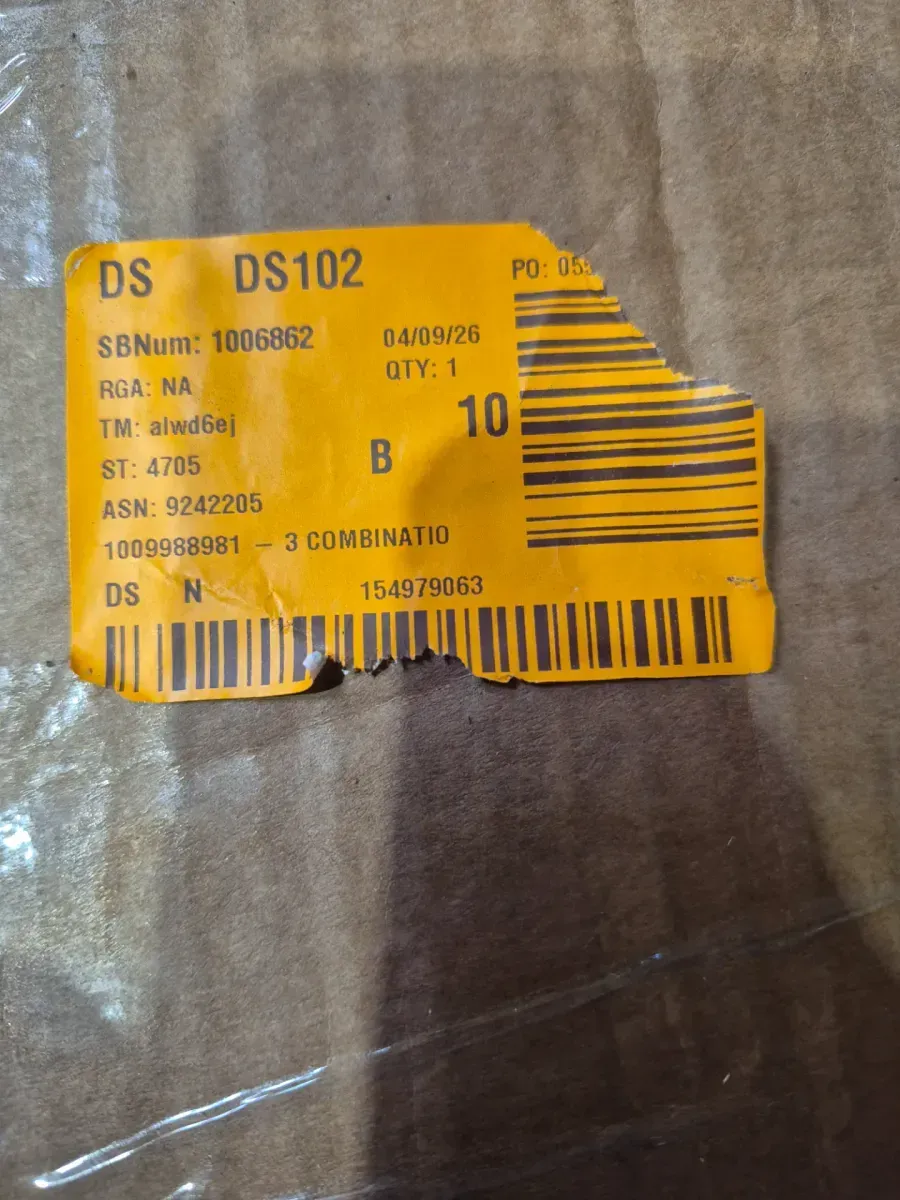 DS DS102
PO: 05
SBNum: 1006862 04/09/26
QTY: 1
RGA: NA
TM: alwd6ej
10
B
ST: 4705
ASN: 9242205
1009988981 – 3 COMBINATIO
DS N 154979063